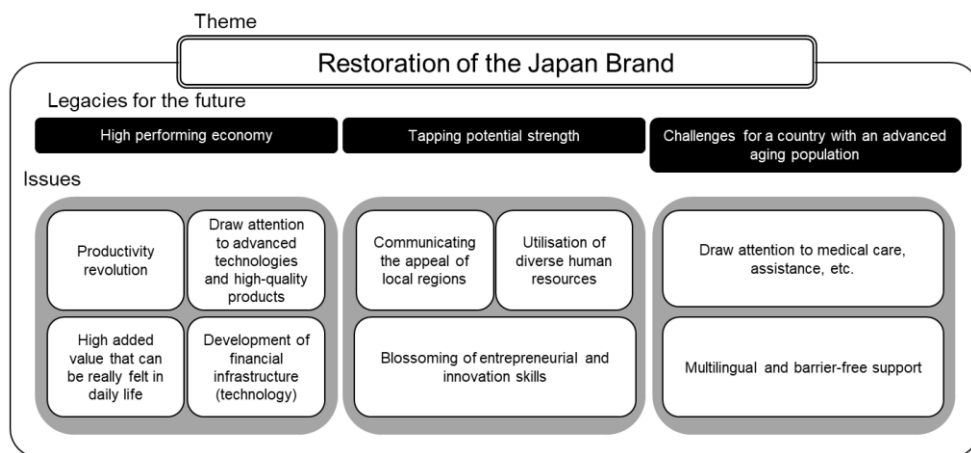 Theme
Restoration of the Japan Brand
Legacies for the future
High performing economy
Tapping potential strength
Challenges for a country with an advanced
aging population
Issues
Productivity
revolution
Draw attention
to advanced
technologies
and high-quality
products
High added
value that can
be really felt in
daily life
Development of
financial
infrastructure
(technology)
Communicating
the appeal of
local regions
Utilisation of
diverse human
resources
Blossoming of entrepreneurial and
innovation skills
Draw attention to medical care,
assistance, etc.
Multilingual and barrier-free support